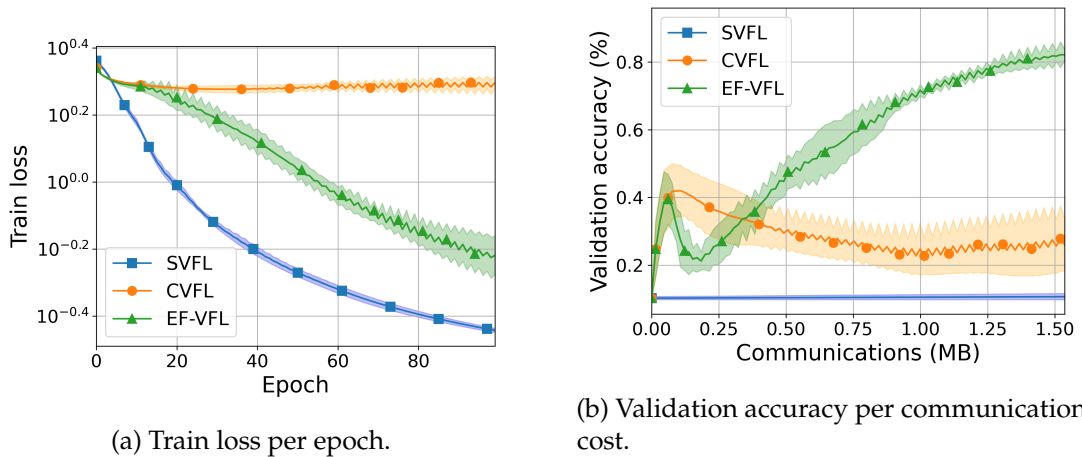 10^0.4
10^0.2
10^0.0
10^−0.2
10^−0.4
Train loss
SVFL
CVFL
EF-VFL
0 20 40 60 80
Epoch
(a) Train loss per epoch.
SVFL
CVFL
EF-VFL
0.8
0.6
0.4
0.2
Validation accuracy (%)
0.00 0.25 0.50 0.75 1.00 1.25 1.50
Communications (MB)
(b) Validation accuracy per communication
cost.